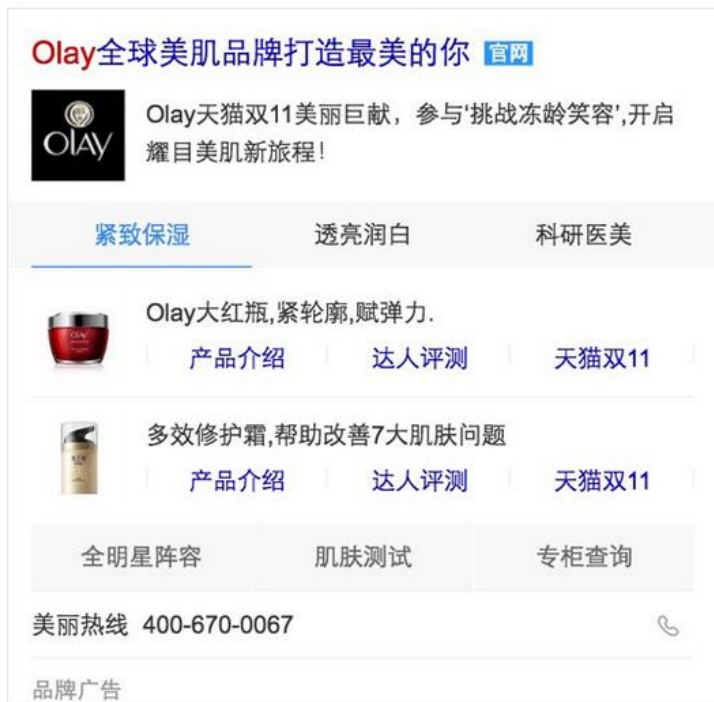 Olay全球美肌品牌打造最美的你 官网
OLAY
Olay天猫双11美丽巨献，参与‘挑战冻龄笑容’,开启
耀目美肌新旅程！
紧致保湿 透亮润白 科研医美
Olay大红瓶,紧轮廓,赋弹力.
OLAY
产品介绍 达人评测 天猫双11
多效修护霜,帮助改善7大肌肤问题
产品介绍 达人评测 天猫双11
全明星阵容 肌肤测试 专柜查询
美丽热线 400-670-0067
品牌广告